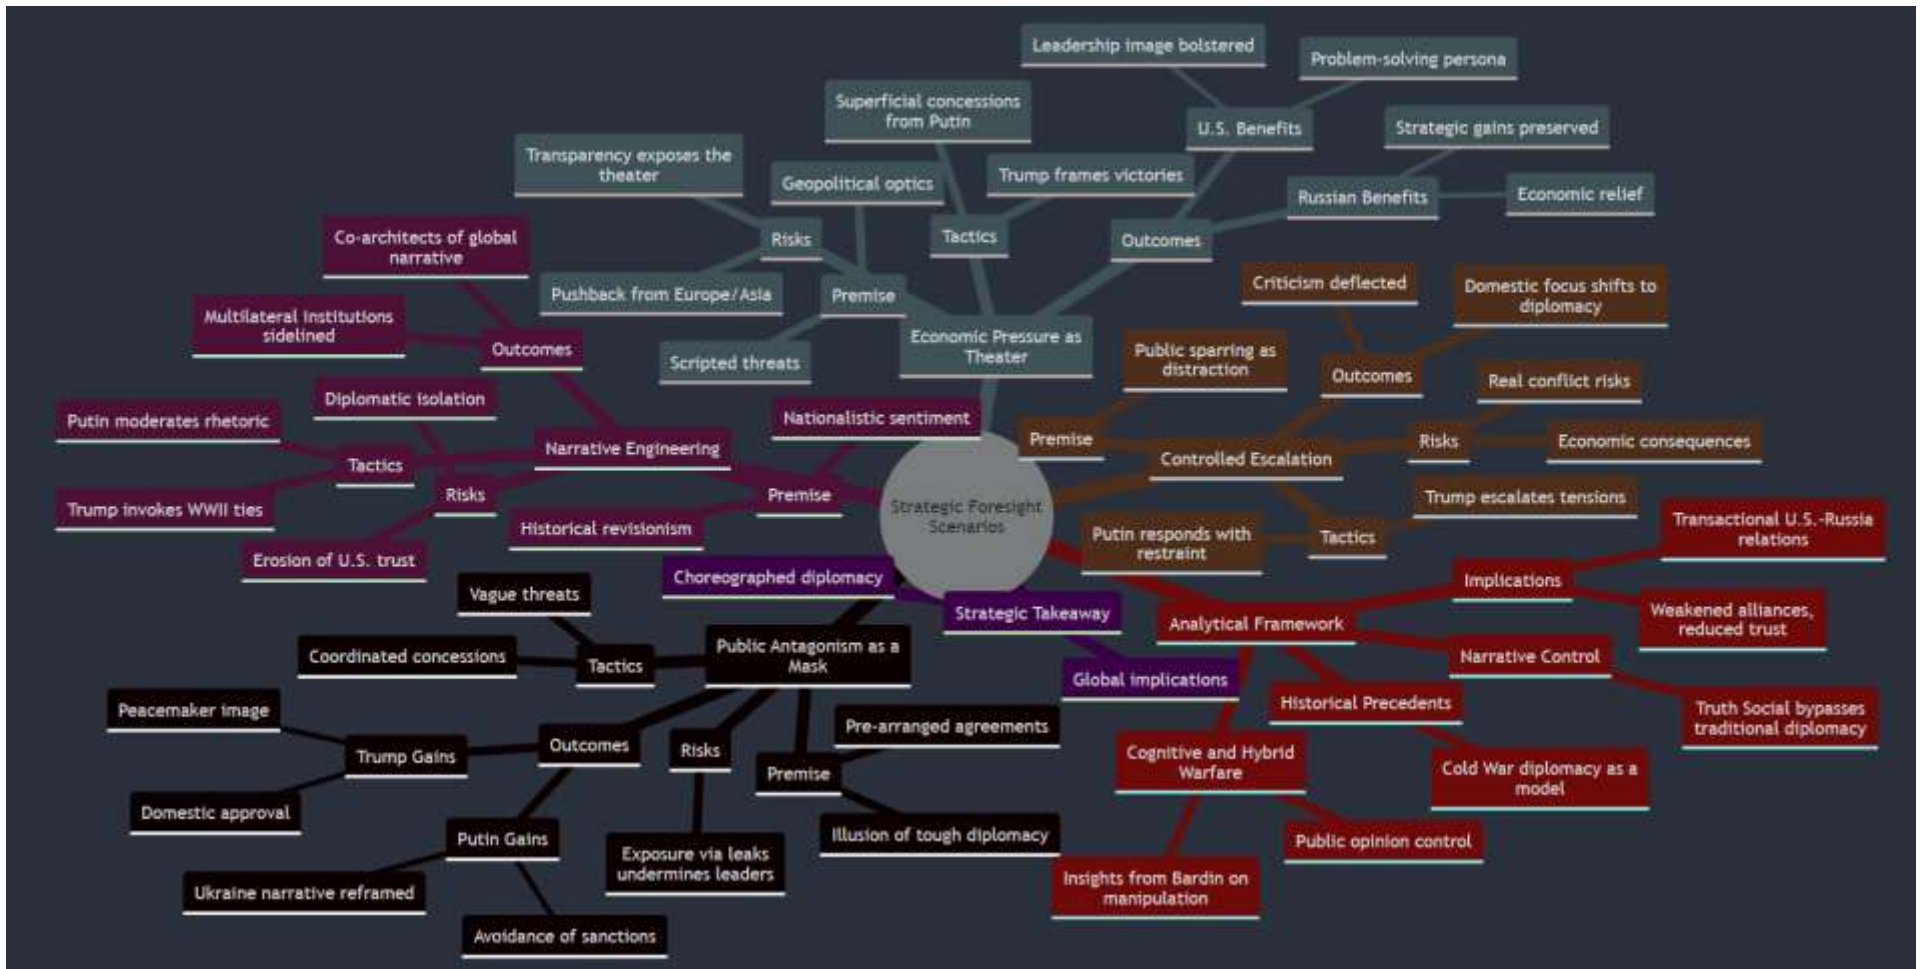 Leadership image bolstered
Problem-solving persona
Superficial concessions
from Putin
U.S. Benefits
Strategic gains preserved
Transparency exposes the
theater
Geopolitical optics
Trump frames victories
Russian Benefits
Economic relief
Risks
Tactics
Outcomes
Pushback from Europe/Asia
Premise
Scripted threats
Economic Pressure as
Theater
Co-architects of global
narrative
Multilateral institutions
sidelined
Outcomes
Diplomatic isolation
Putin moderates rhetoric
Tactics
Trump invokes WWII ties
Risks
Erosion of U.S. trust
Narrative Engineering
Nationalistic sentiment
Premise
Historical revisionism
Strategic Foresight
Scenarios
Criticism deflected
Domestic focus shifts to
diplomacy
Public sparring as
distraction
Outcomes
Real conflict risks
Premise
Controlled Escalation
Risks
Economic consequences
Trump escalates tensions
Putin responds with
restraint
Tactics
Choreographed diplomacy
Strategic Takeaway
Global implications
Transactional U.S.-Russia
relations
Implications
Weakened alliances,
reduced trust
Analytical Framework
Narrative Control
Truth Social bypasses
traditional diplomacy
Historical Precedents
Cold War diplomacy as a
model
Cognitive and Hybrid
Warfare
Public opinion control
Insights from Bardin on
manipulation
Vague threats
Coordinated concessions
Tactics
Public Antagonism as a
Mask
Peacemaker image
Trump Gains
Outcomes
Domestic approval
Putin Gains
Ukraine narrative reframed
Avoidance of sanctions
Risks
Exposure via leaks
undermines leaders
Premise
Pre-arranged agreements
Illusion of tough diplomacy